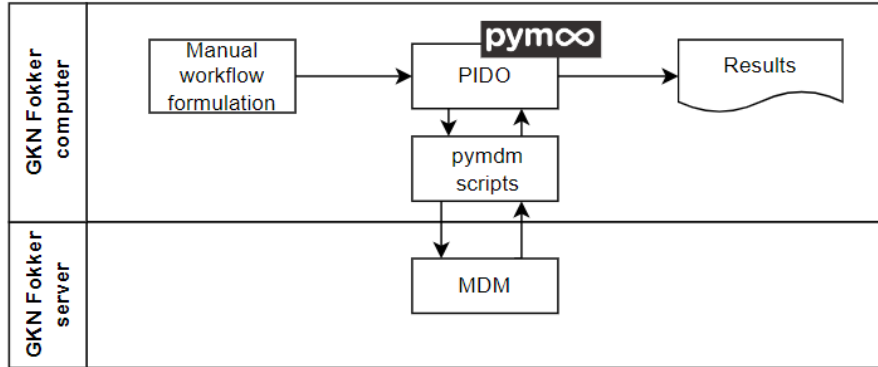 GKN Fokker
computer
Manual
workflow
formulation
pymoo
PIDO
Results
pymdm
scripts
GKN Fokker
server
MDM